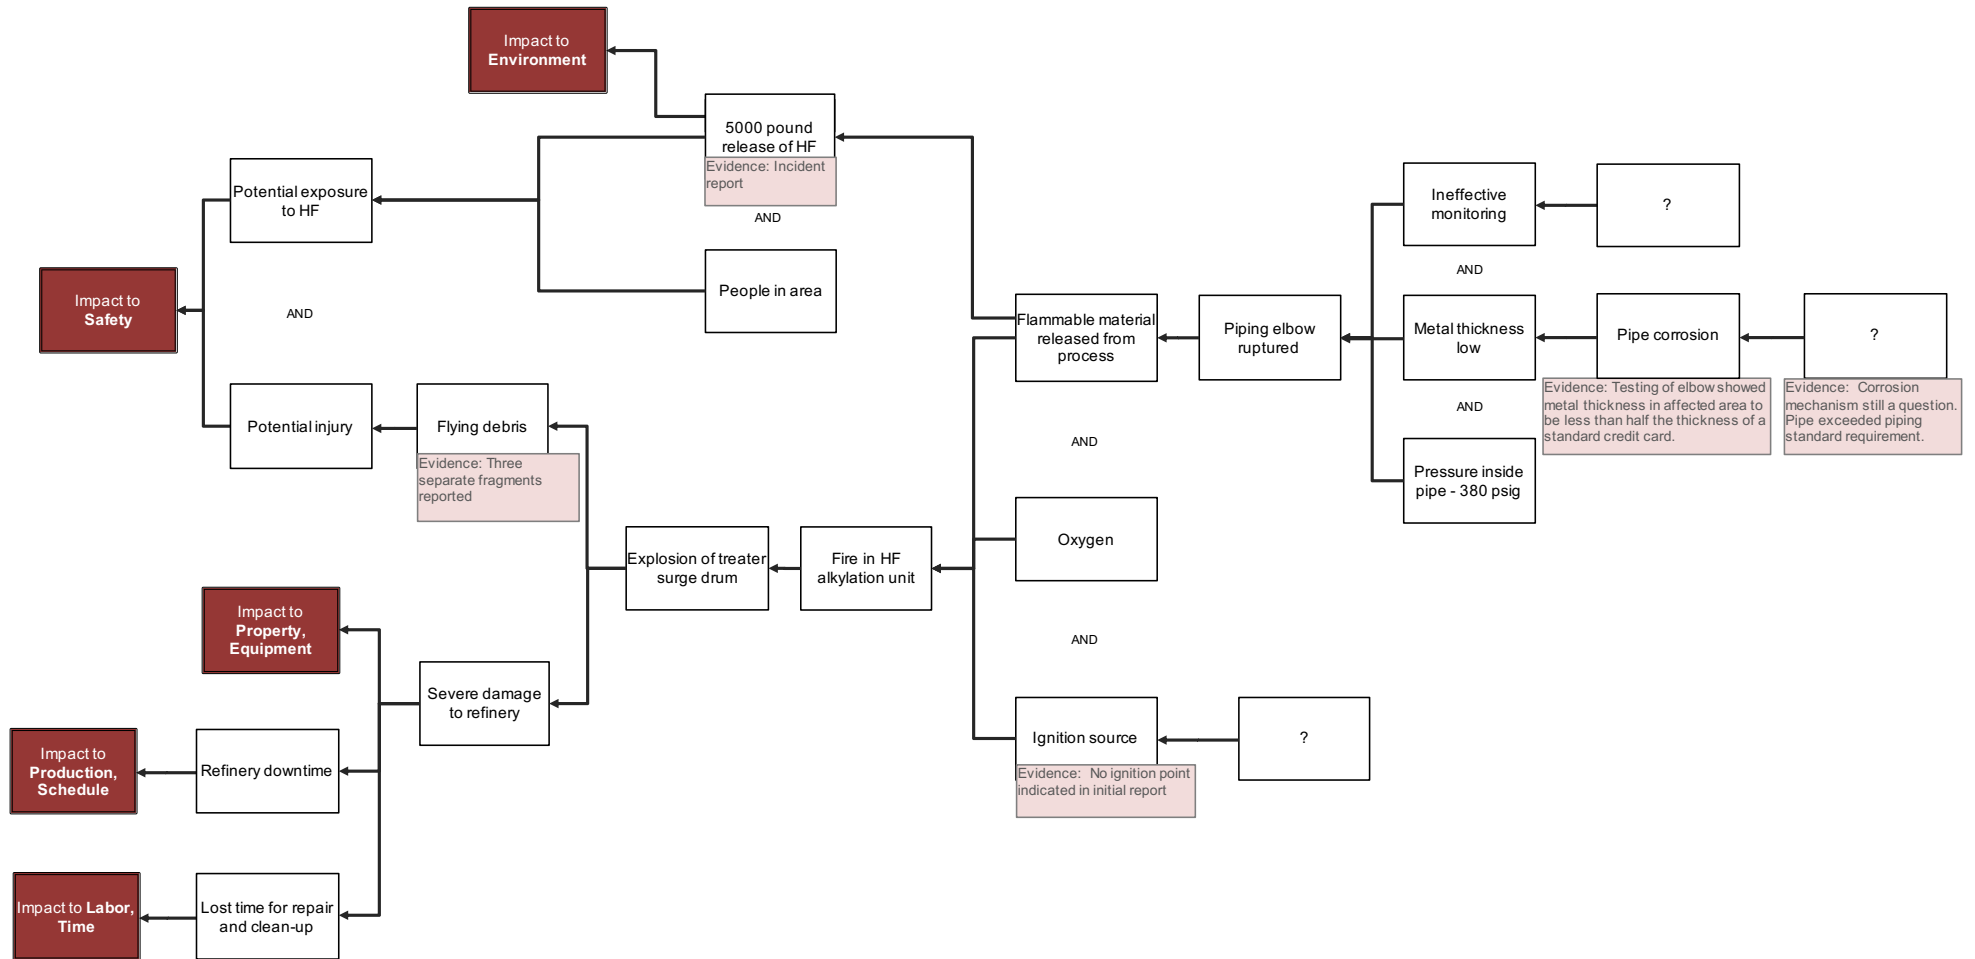 Impact to
Environment
5000 pound
release of HF
Evidence: Incident
report
AND
Potential exposure
to HF
People in area
Impact to
Safety
AND
Potential injury
Flying debris
Evidence: Three
separate fragments
reported
Explosion of treater
surge drum
Fire in HF
alkylation unit
Flammable material
released from
process
AND
Oxygen
AND
Ignition source
Evidence: No ignition point
indicated in initial report
?
Piping elbow
ruptured
Ineffective
monitoring
?
AND
Metal thickness
low
Pipe corrosion
Evidence: Testing of elbow showed
metal thickness in affected area to
be less than half the thickness of a
standard credit card.
?
Evidence: Corrosion
mechanism still a question.
Pipe exceeded piping
standard requirement.
AND
Pressure inside
pipe - 380 psig
Impact to
Property,
Equipment
Severe damage
to refinery
Impact to
Production,
Schedule
Refinery downtime
Impact to Labor,
Time
Lost time for repair
and clean-up